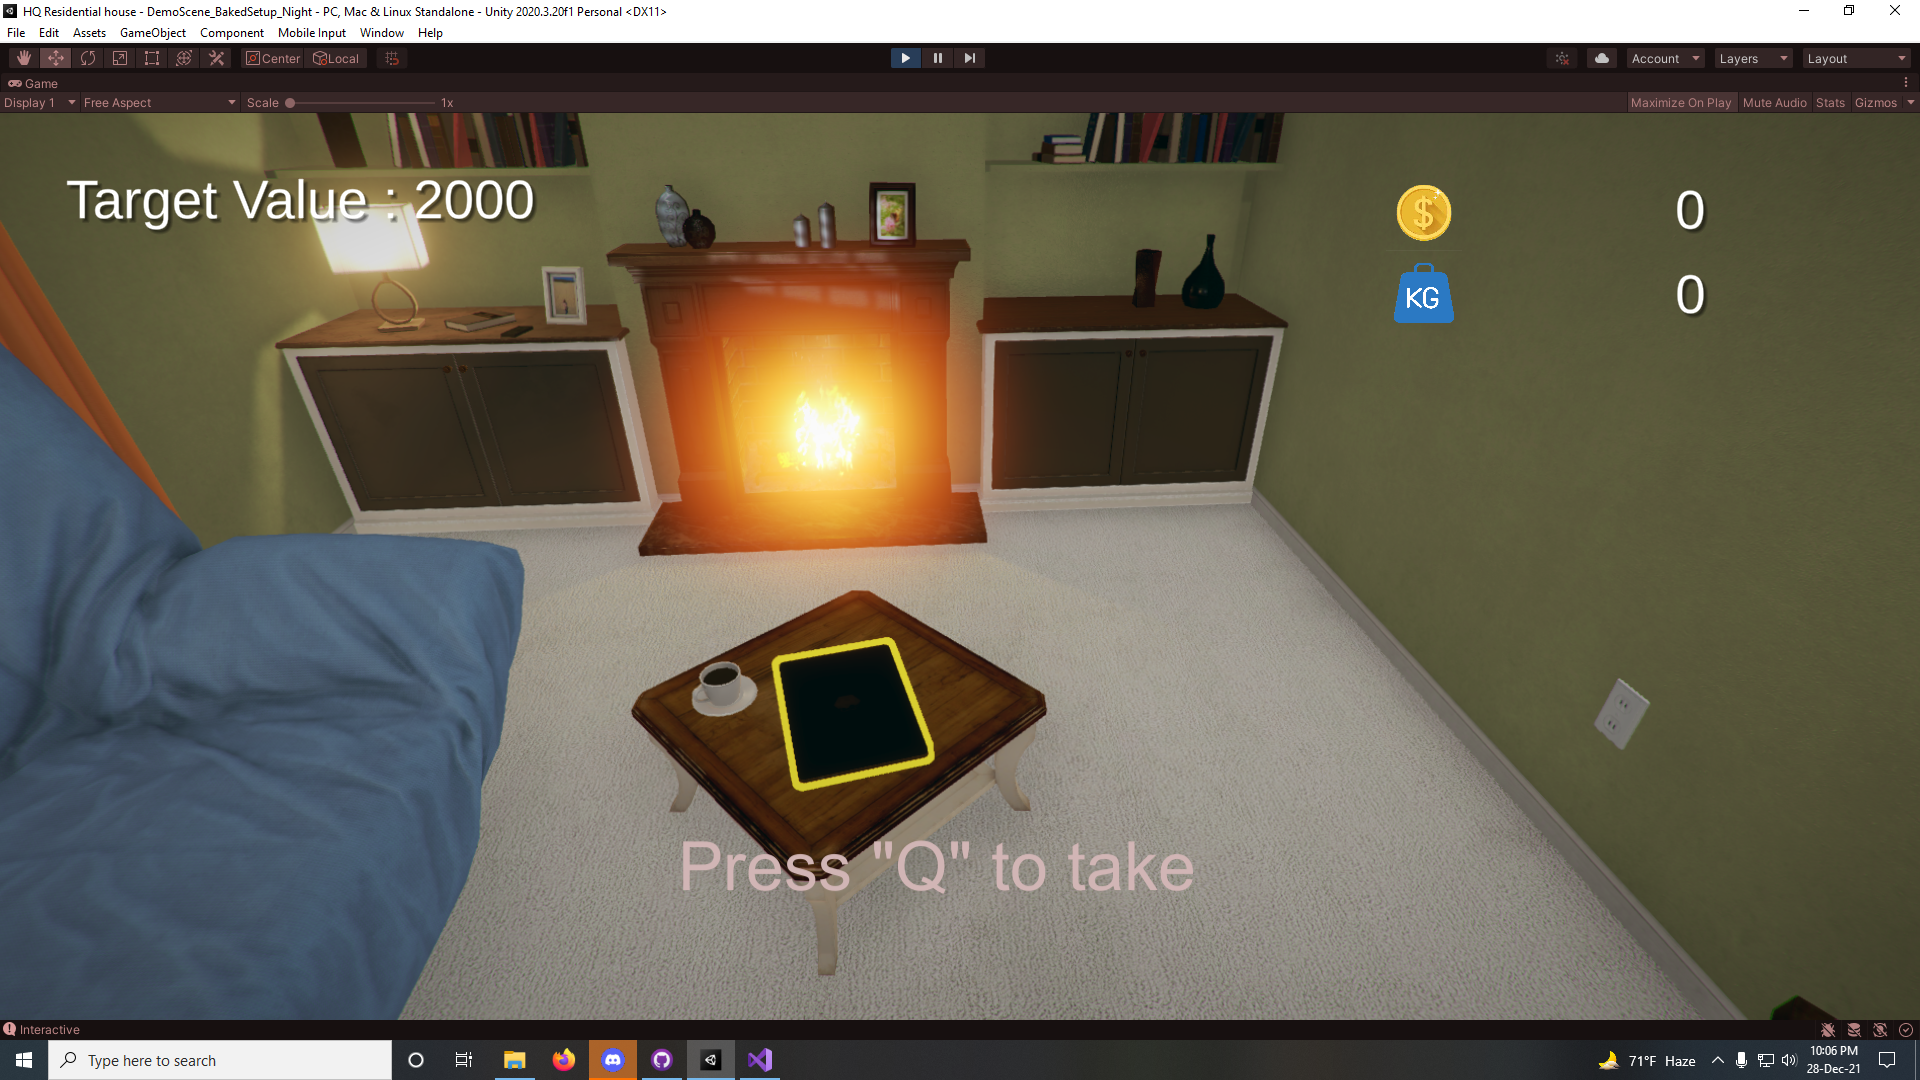 HQ Residential house - DemoScene_BakedSetup_Night - PC, Mac & Linux Standalone - Unity 2020.3.20f1 Personal <DX11>
File Edit Assets GameObject Component Mobile Input Window Help
Center Local Account Layers Layout
Game
Display 1 Free Aspect Scale 1x Maximize On Play Mute Audio Stats Gizmos
Target Value : 2000
$ 0
KG 0
Press "Q" to take
Interactive
Type here to search
71°F Haze
10:06 PM
28-Dec-21